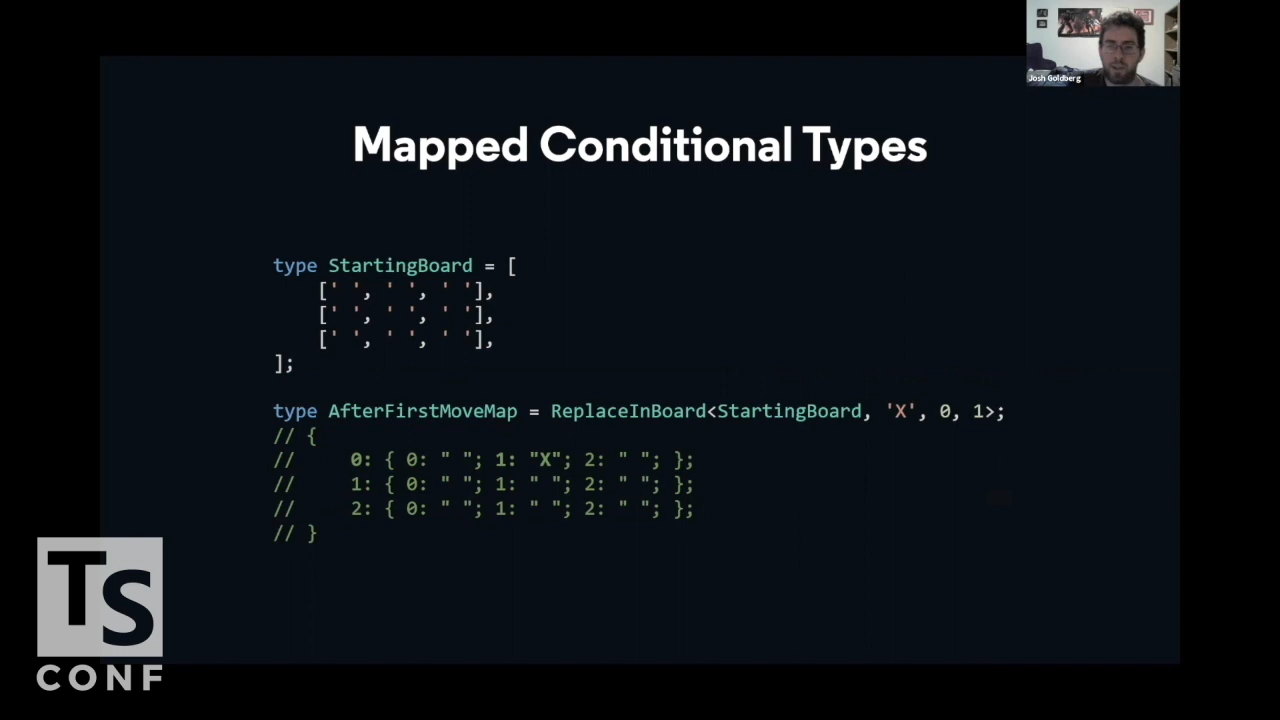 Josh Goldberg
Mapped Conditional Types
type StartingBoard = [
    [' ', ' ', ' '],
    [' ', ' ', ' '],
    [' ', ' ', ' '],
];
type AfterFirstMoveMap = ReplaceInBoard<StartingBoard, 'X', 0, 1>;
// {
//     0: { 0: " "; 1: "X"; 2: " "; };
//     1: { 0: " "; 1: " "; 2: " "; };
//     2: { 0: " "; 1: " "; 2: " "; };
// }
TS
CONF